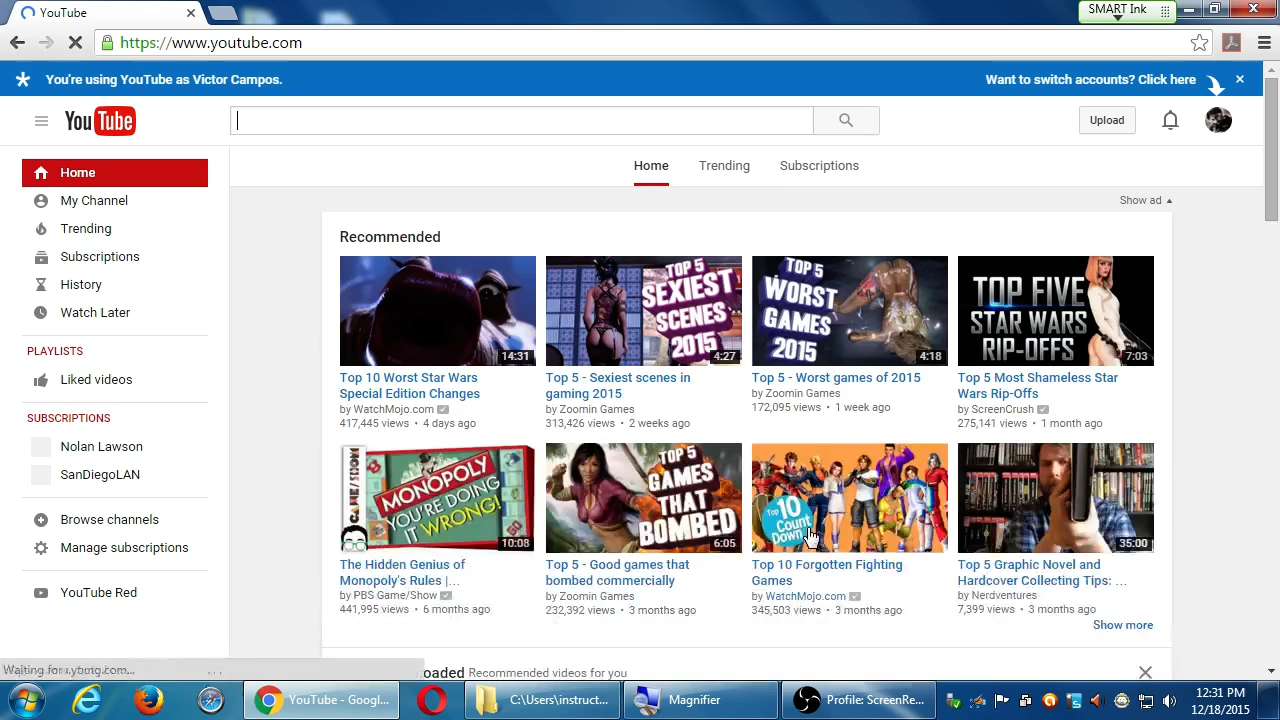 YouTube
SMART Ink
https://www.youtube.com
You're using YouTube as Victor Campos.
Want to switch accounts? Click here
YouTube
Upload
Home
Trending
Subscriptions
Home
My Channel
Trending
Subscriptions
History
Watch Later
PLAYLISTS
Liked videos
SUBSCRIPTIONS
Nolan Lawson
SanDiegoLAN
Browse channels
Manage subscriptions
YouTube Red
Show ad
Recommended
14:31
Top 10 Worst Star Wars
Special Edition Changes
by WatchMojo.com
417,445 views • 4 days ago
TOP 5
SEXIEST
SCENES
2015
4:27
Top 5 - Sexiest scenes in
gaming 2015
by Zoomin Games
313,426 views • 2 weeks ago
TOP 5
WORST
GAMES
2015
4:18
Top 5 - Worst games of 2015
by Zoomin Games
172,095 views • 1 week ago
TOP FIVE
STAR WARS
RIP-OFFS
7:03
Top 5 Most Shameless Star
Wars Rip-Offs
by ScreenCrush
275,141 views • 1 month ago
GAME/SHOW
MONOPOLY
YOU'RE DOING
IT WRONG!
10:08
The Hidden Genius of
Monopoly's Rules |...
by PBS Game/Show
441,995 views • 6 months ago
TOP 5
GAMES
THAT
BOMBED
6:05
Top 5 - Good games that
bombed commercially
by Zoomin Games
232,392 views • 3 months ago
Top
10
Count
Down
Top 10 Forgotten Fighting
Games
by WatchMojo.com
345,503 views • 3 months ago
35:00
Top 5 Graphic Novel and
Hardcover Collecting Tips: ...
by Nerdventures
7,399 views • 3 months ago
Show more
oaded Recommended videos for you
Waiting for s.ytimg.com...
YouTube - Googl...
C:\Users\instruct...
Magnifier
Profile: ScreenRe...
12:31 PM
12/18/2015